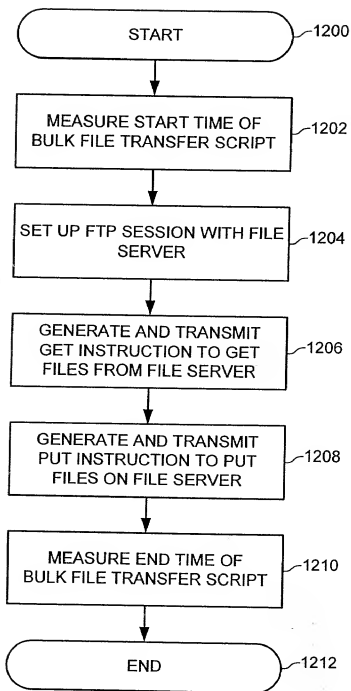 START
1200
MEASURE START TIME OF
BULK FILE TRANSFER SCRIPT
1202
SET UP FTP SESSION WITH FILE
SERVER
1204
GENERATE AND TRANSMIT
GET INSTRUCTION TO GET
FILES FROM FILE SERVER
1206
GENERATE AND TRANSMIT
PUT INSTRUCTION TO PUT
FILES ON FILE SERVER
1208
MEASURE END TIME OF
BULK FILE TRANSFER SCRIPT
1210
END
1212